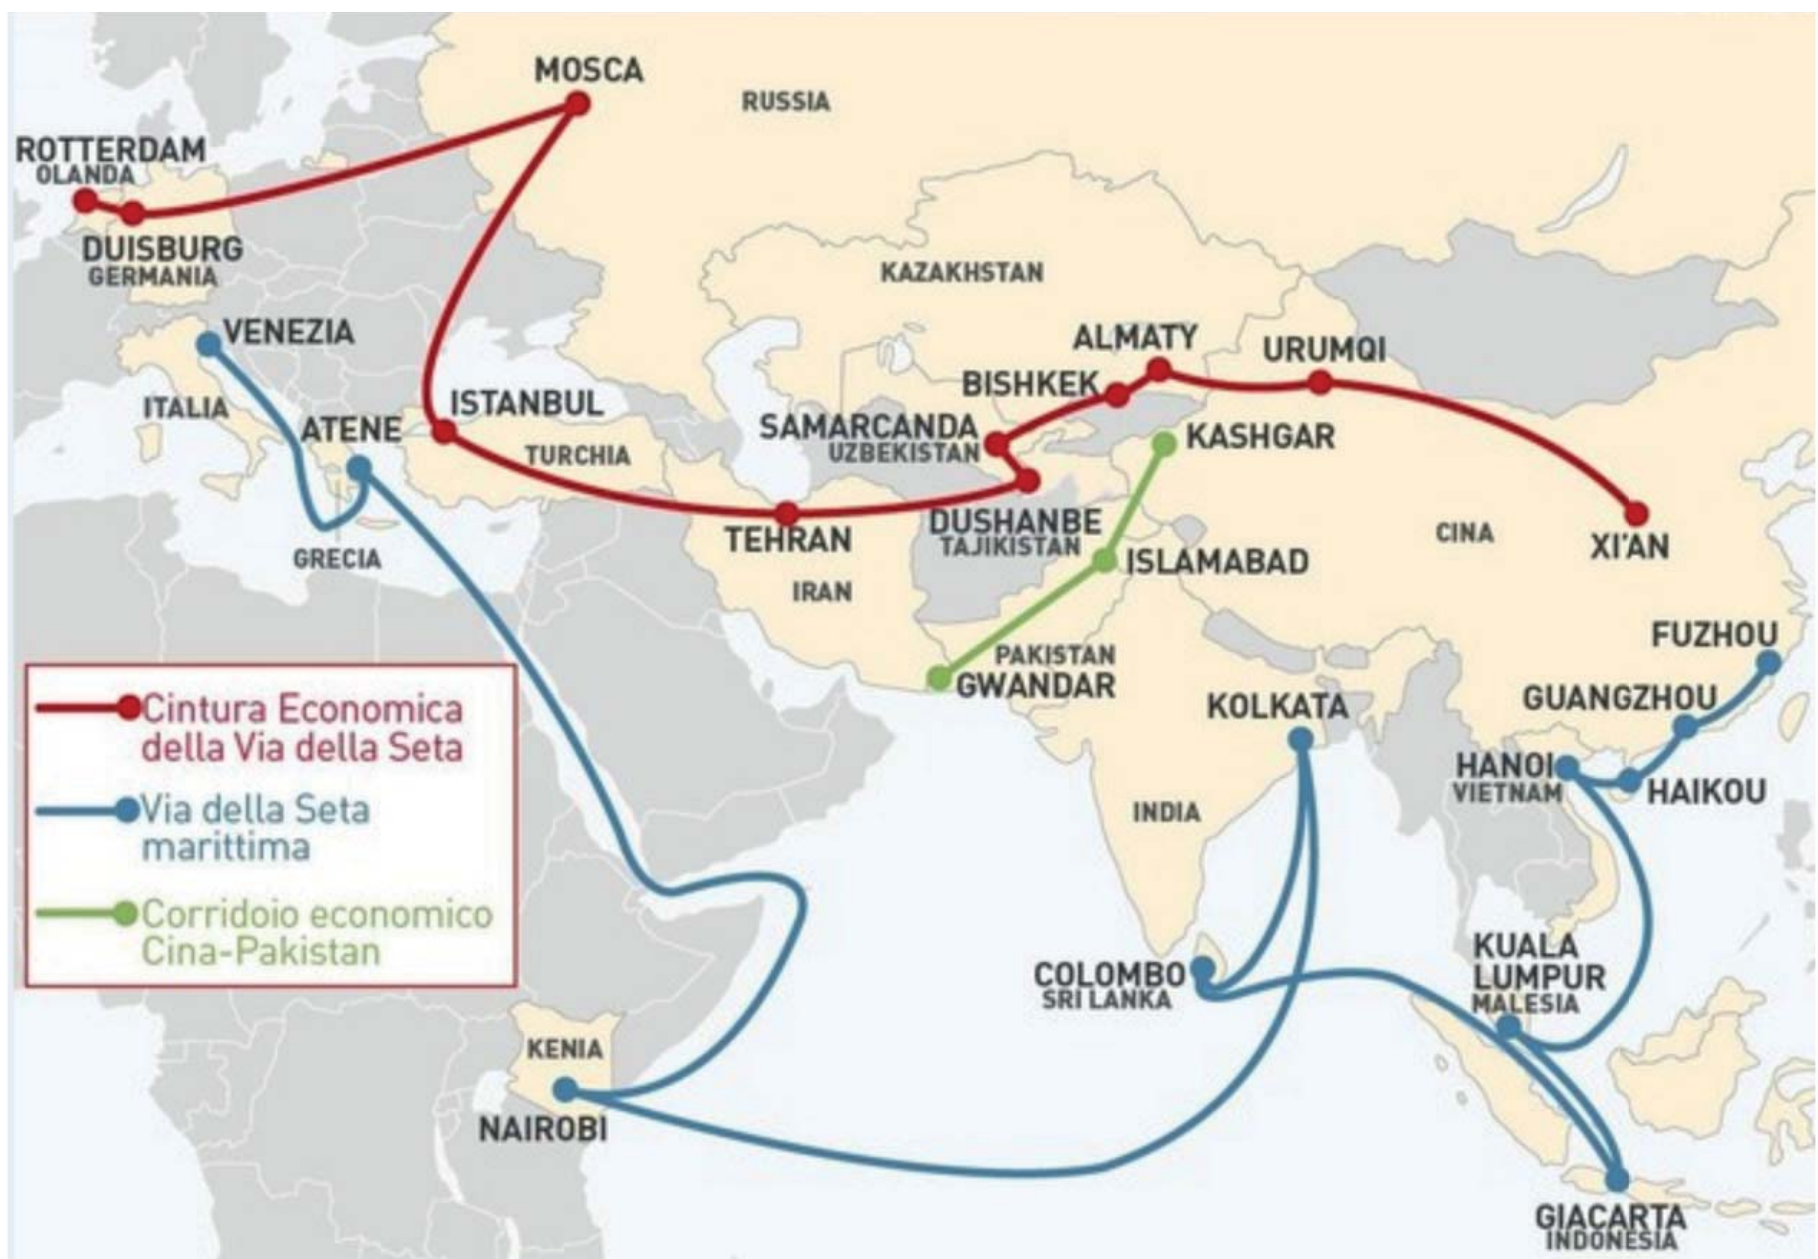 MOSCA
RUSSIA
ROTTERDAM
OLANDA
DUISBURG
GERMANIA
KAZAKHSTAN
VENEZIA
ALMATY
URUMQI
BISHKEK
ITALIA
ISTANBUL
ATENE
SAMARCANDA
UZBEKISTAN
KASHGAR
TURCHIA
TEHRAN
DUSHANBE
TAJIKISTAN
CINA
XI'AN
GRECIA
ISLAMABAD
IRAN
FUZHOU
PAKISTAN
GWANDAR
KOLKATA
GUANGZHOU
Cintura Economica
della Via della Seta
HANOI
VIETNAM
HAIKOU
Via della Seta
marittima
INDIA
Corridoio economico
Cina-Pakistan
KUALA
LUMPUR
MALESIA
COLOMBO
SRI LANKA
KENIA
NAIROBI
GIACARTA
INDONESIA